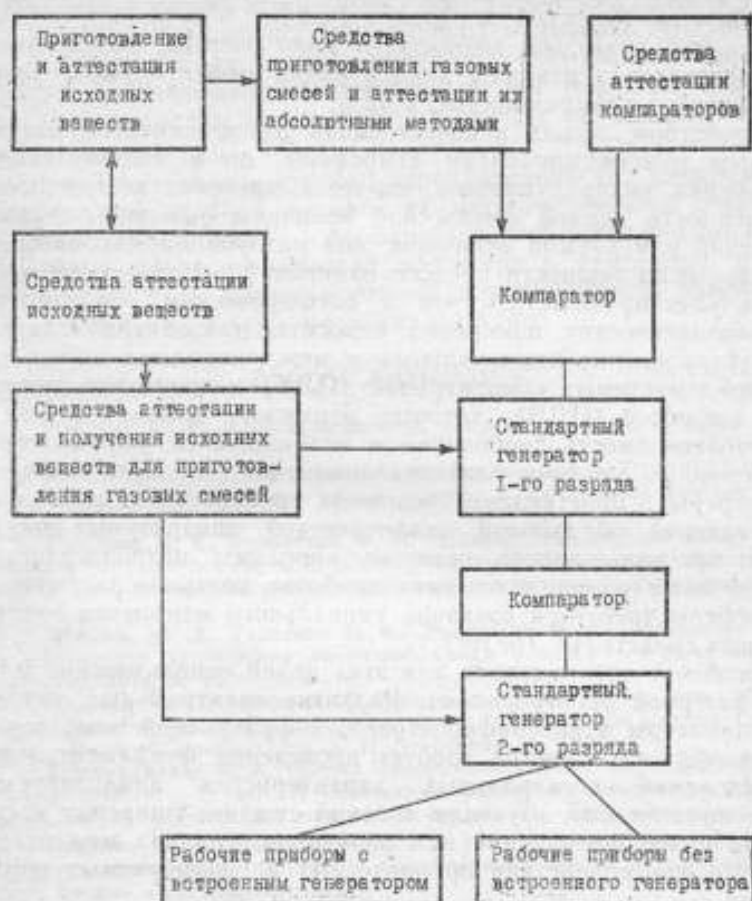 Приготовление
и аттестация
исходных
веществ
Средства
приготовления, газовых
смесей и аттестации их
абсолютными методами
Средства
аттестации
компараторов
Средства аттестации
исходных веществ
Компаратор
Средства аттестации
и получения исходных
веществ для приготов-
ления газовых смесей
Стандартный
генератор
I-го разряда
Компаратор
Стандартный
генератор
2-го разряда
Рабочие приборы с
встроенным генератором
Рабочие приборы без
встроенного генератора